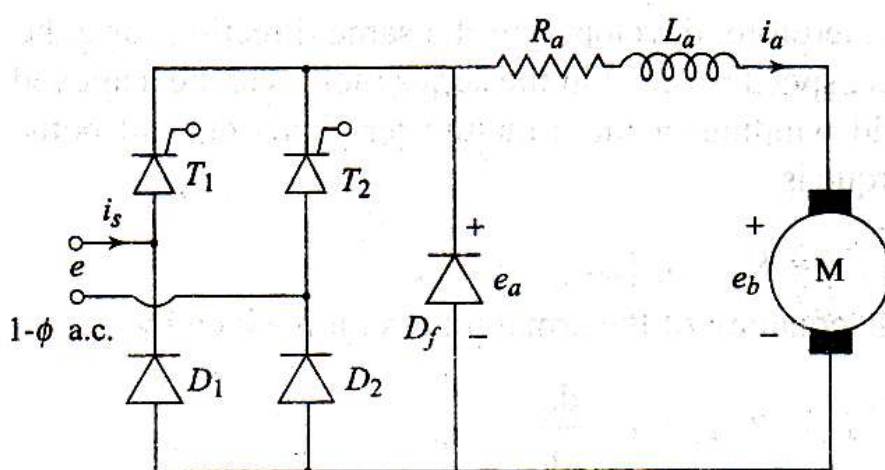 R_a L_a i_a
T_1 T_2
i_s
e
1-ϕ a.c.
+
e_a
−
D_f
D_1 D_2
+
e_b
−
M